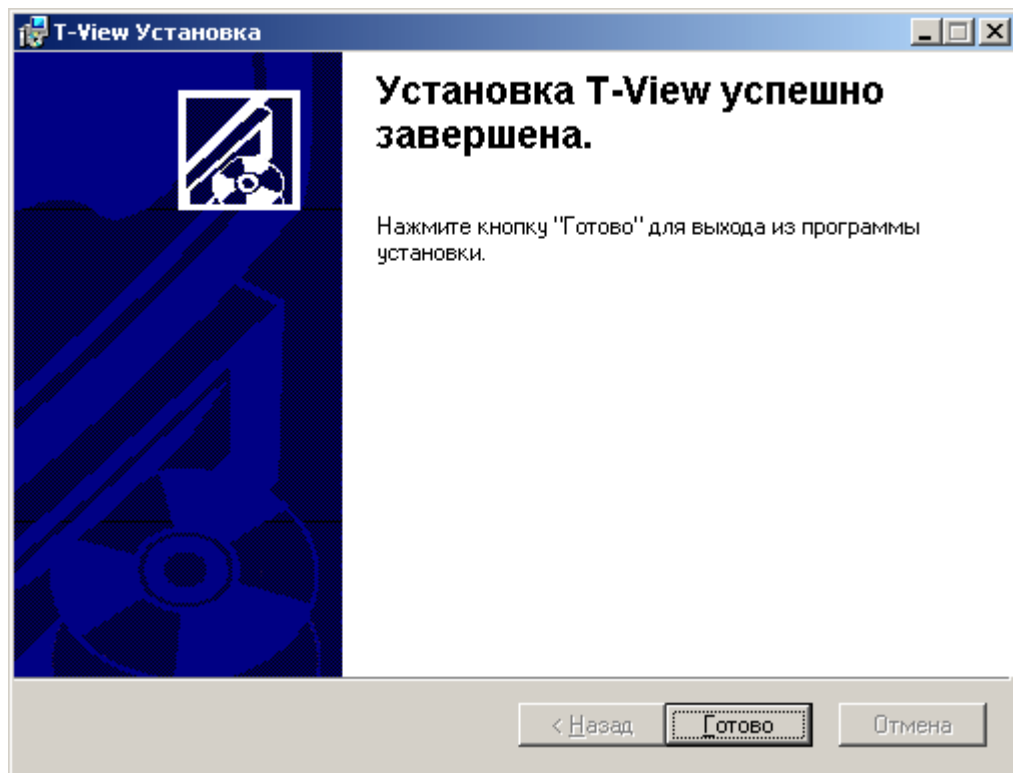 T-View Установка
Установка T-View успешно
завершена.
Нажмите кнопку "Готово" для выхода из программы
установки.
< Назад
Готово
Отмена